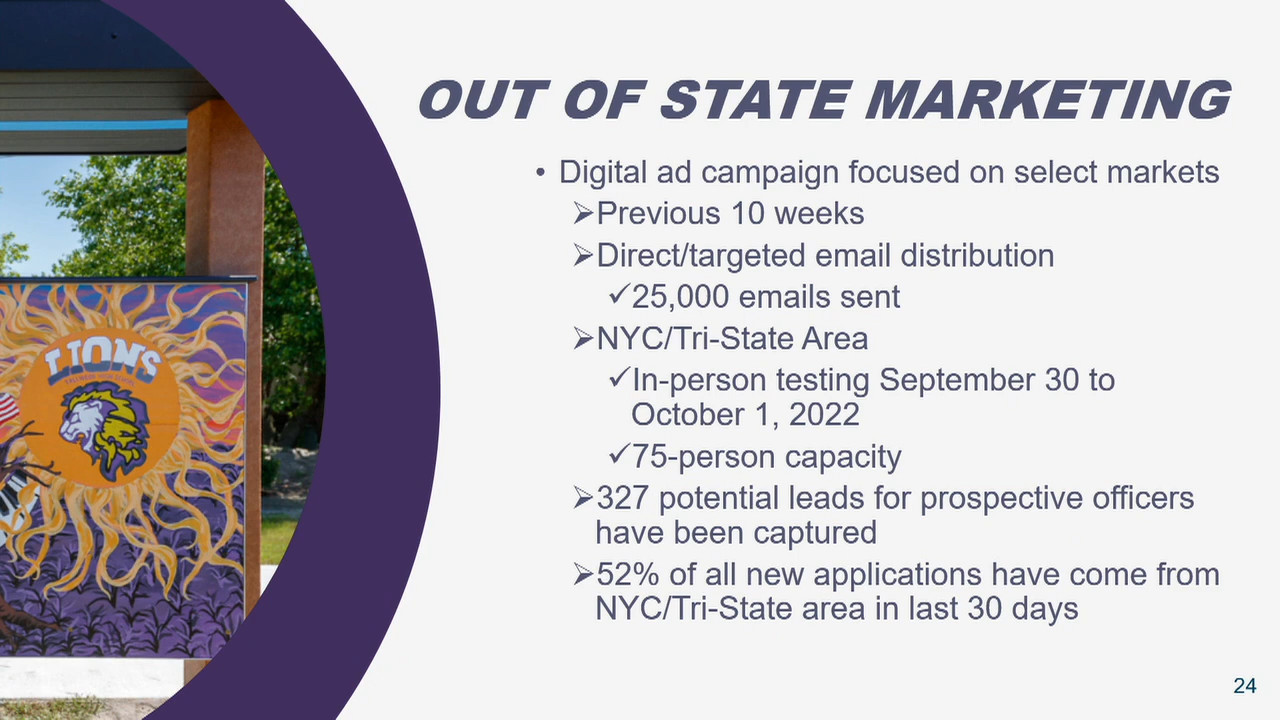 OUT OF STATE MARKETING
• Digital ad campaign focused on select markets
➢Previous 10 weeks
➢Direct/targeted email distribution
✓25,000 emails sent
➢NYC/Tri-State Area
✓In-person testing September 30 to
October 1, 2022
✓75-person capacity
➢327 potential leads for prospective officers
have been captured
➢52% of all new applications have come from
NYC/Tri-State area in last 30 days
LIONS
24